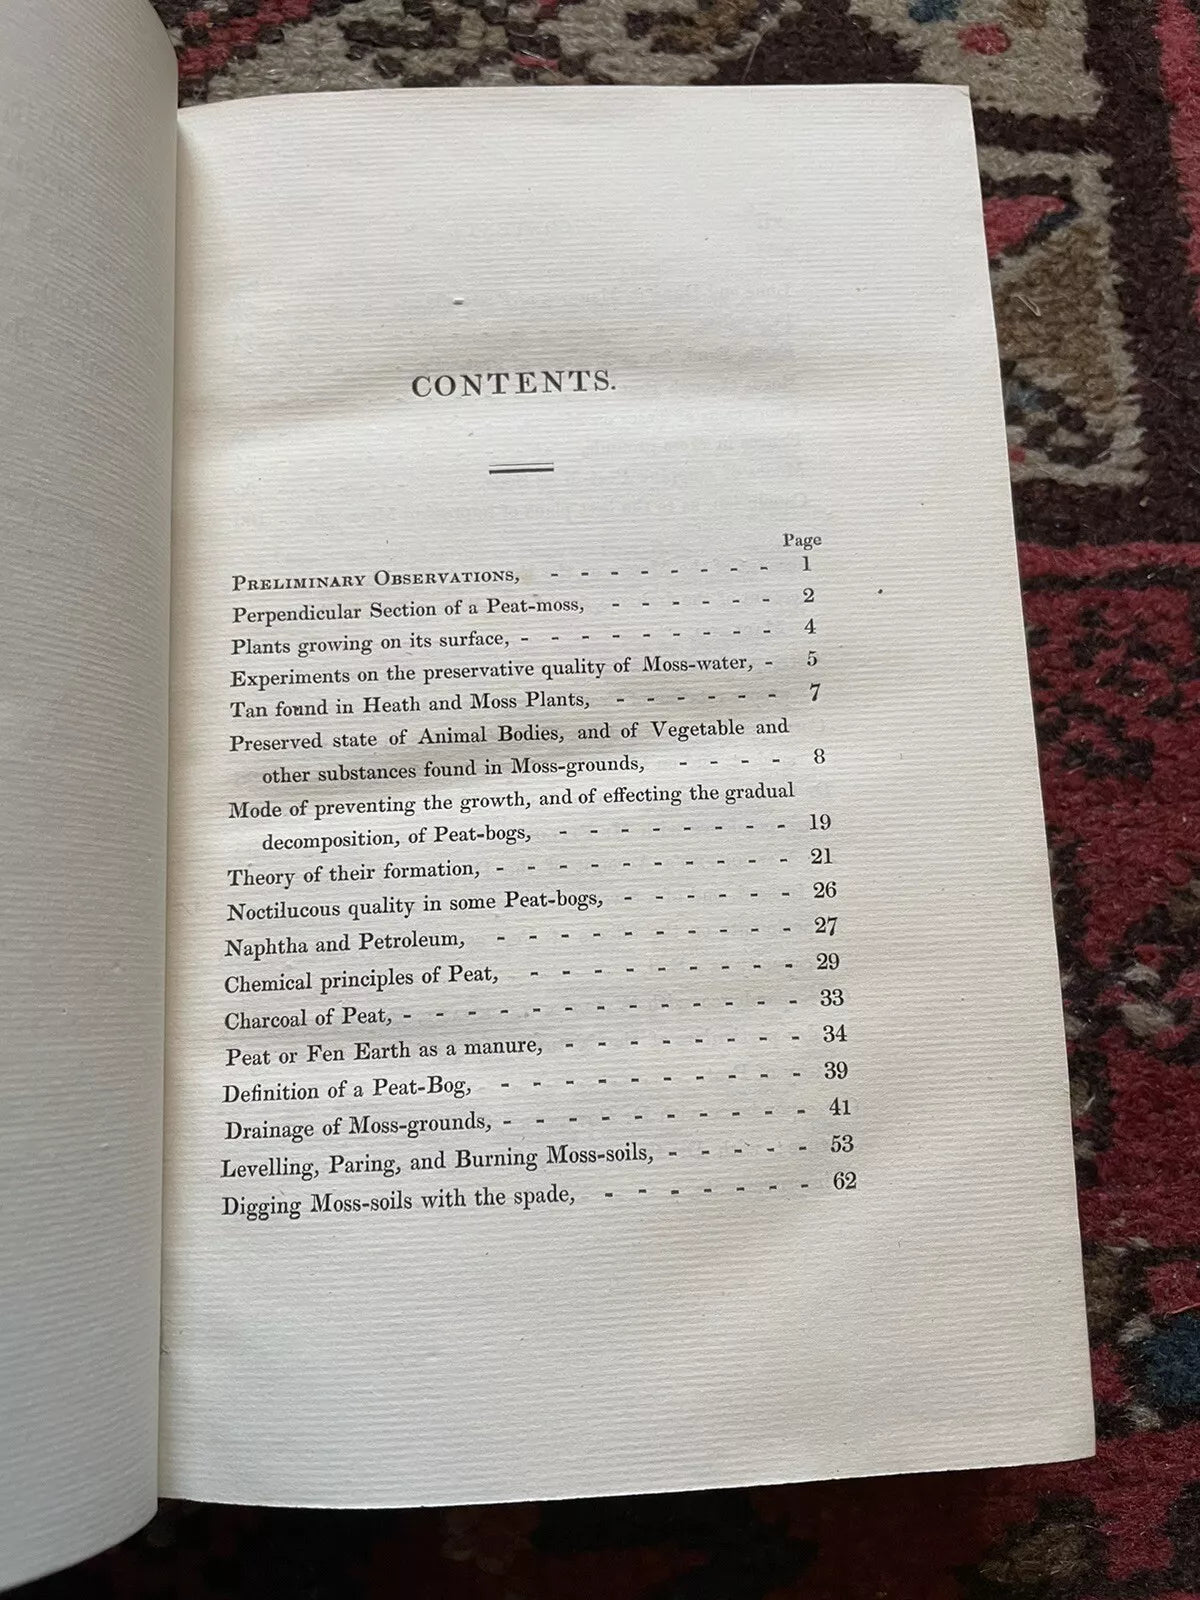 CONTENTS.
Page
PRELIMINARY OBSERVATIONS, - - - - - - - - 1
Perpendicular Section of a Peat-moss, - - - - - - 2
Plants growing on its surface, - - - - - - - - - 4
Experiments on the preservative quality of Moss-water, - 5
Tan found in Heath and Moss Plants, - - - - - - 7
Preserved state of Animal Bodies, and of Vegetable and
other substances found in Moss-grounds, - - - - 8
Mode of preventing the growth, and of effecting the gradual
decomposition, of Peat-bogs, - - - - - - - - 19
Theory of their formation, - - - - - - - - - - 21
Noctilucous quality in some Peat-bogs, - - - - - - 26
Naphtha and Petroleum, - - - - - - - - - - 27
Chemical principles of Peat, - - - - - - - - - 29
Charcoal of Peat, - - - - - - - - - - - - - 33
Peat or Fen Earth as a manure, - - - - - - - - 34
Definition of a Peat-Bog, - - - - - - - - - - 39
Drainage of Moss-grounds, - - - - - - - - - - 41
Levelling, Paring, and Burning Moss-soils, - - - - - 53
Digging Moss-soils with the spade, - - - - - - - 62